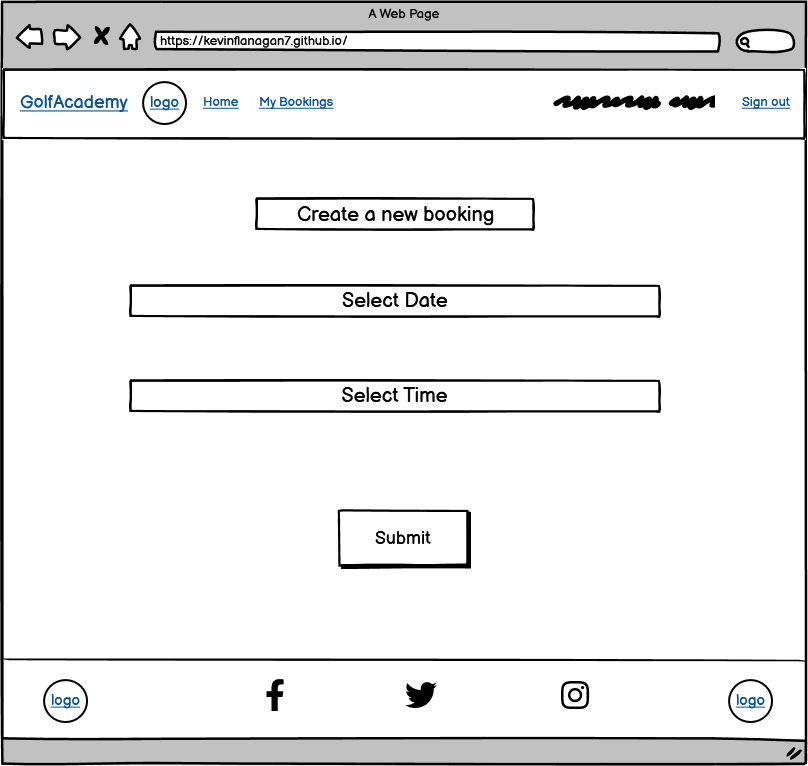 A Web Page
https://kevinflanagan7.github.io/
GolfAcademy logo Home My Bookings Sign out
Create a new booking
Select Date
Select Time
Submit
logo logo